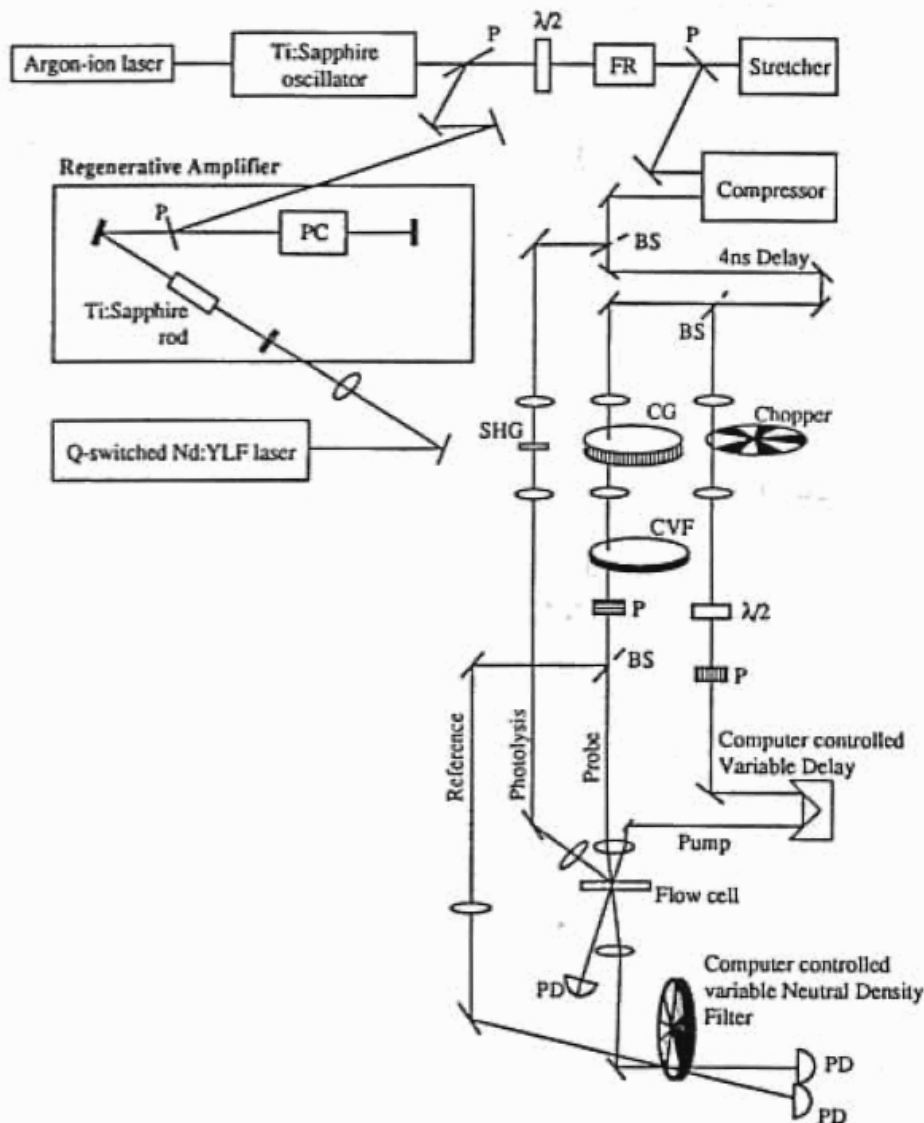 P
λ/2
P
Argon-ion laser
Ti:Sapphire
oscillator
FR
Stretcher
Regenerative Amplifier
Compressor
P
PC
BS
4ns Delay
Ti:Sapphire
rod
BS
CG
Chopper
SHG
Q-switched Nd:YLF laser
CVF
P
λ/2
BS
P
Reference
Photolysis
Probe
Computer controlled
Variable Delay
Pump
Flow cell
PD
Computer controlled
variable Neutral Density
Filter
PD
PD